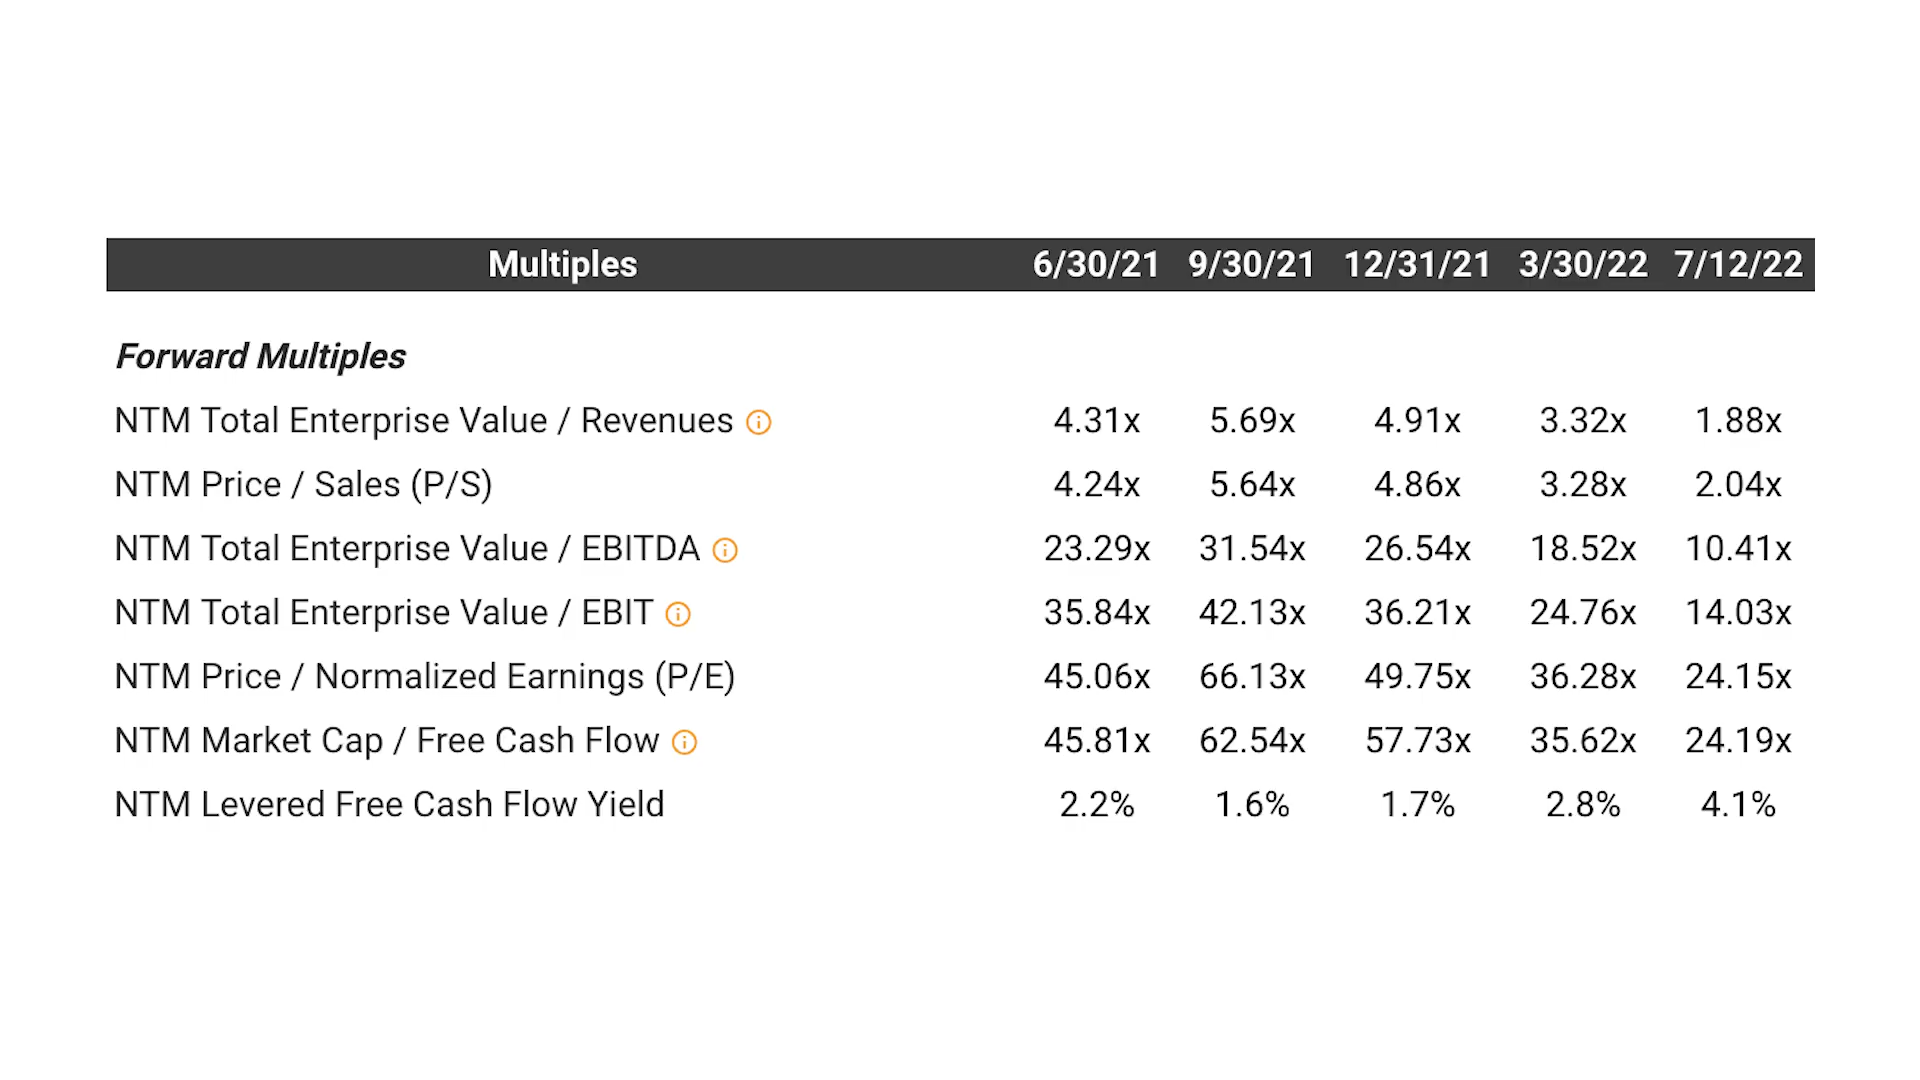 Multiples 6/30/21 9/30/21 12/31/21 3/30/22 7/12/22
Forward Multiples
NTM Total Enterprise Value / Revenues 4.31x 5.69x 4.91x 3.32x 1.88x
NTM Price / Sales (P/S) 4.24x 5.64x 4.86x 3.28x 2.04x
NTM Total Enterprise Value / EBITDA 23.29x 31.54x 26.54x 18.52x 10.41x
NTM Total Enterprise Value / EBIT 35.84x 42.13x 36.21x 24.76x 14.03x
NTM Price / Normalized Earnings (P/E) 45.06x 66.13x 49.75x 36.28x 24.15x
NTM Market Cap / Free Cash Flow 45.81x 62.54x 57.73x 35.62x 24.19x
NTM Levered Free Cash Flow Yield 2.2% 1.6% 1.7% 2.8% 4.1%